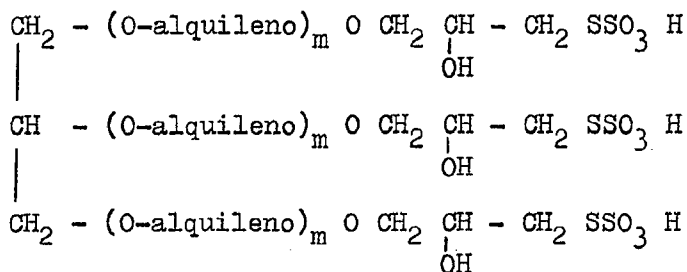 CH2 - (O-alquileno)m O CH2 CH - CH2 SSO3 H
OH
CH - (O-alquileno)m O CH2 CH - CH2 SSO3 H
OH
CH2 - (O-alquileno)m O CH2 CH - CH2 SSO3 H
OH